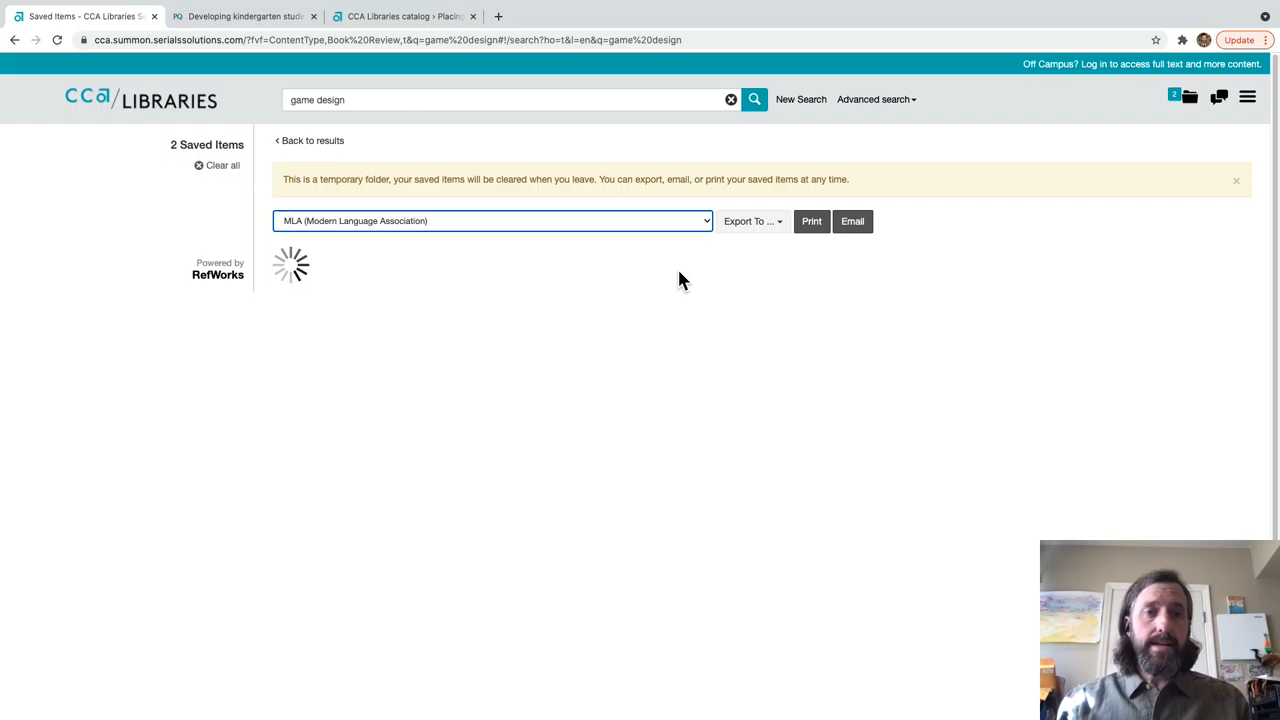 Saved Items - CCA Libraries S
Developing kindergarten stude
CCA Libraries catalog › Placing
cca.summon.serialssolutions.com/?fvf=ContentType,Book%20Review,t&q=game%20design#!/search?ho=t&l=en&q=game%20design
Update
Off Campus? Log in to access full text and more content.
cca/LIBRARIES
game design
New Search
Advanced search
2
2 Saved Items
Clear all
Back to results
This is a temporary folder, your saved items will be cleared when you leave. You can export, email, or print your saved items at any time.
MLA (Modern Language Association)
Export To ...
Print
Email
Powered by
RefWorks